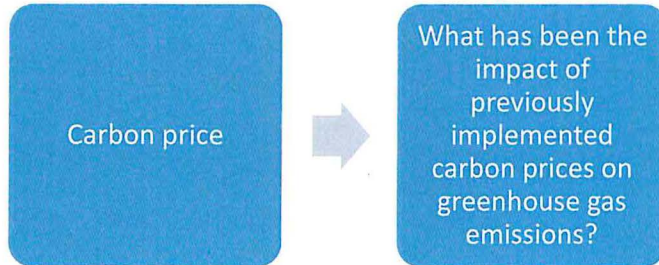 Carbon price
What has been the
impact of
previously
implemented
carbon prices on
greenhouse gas
emissions?